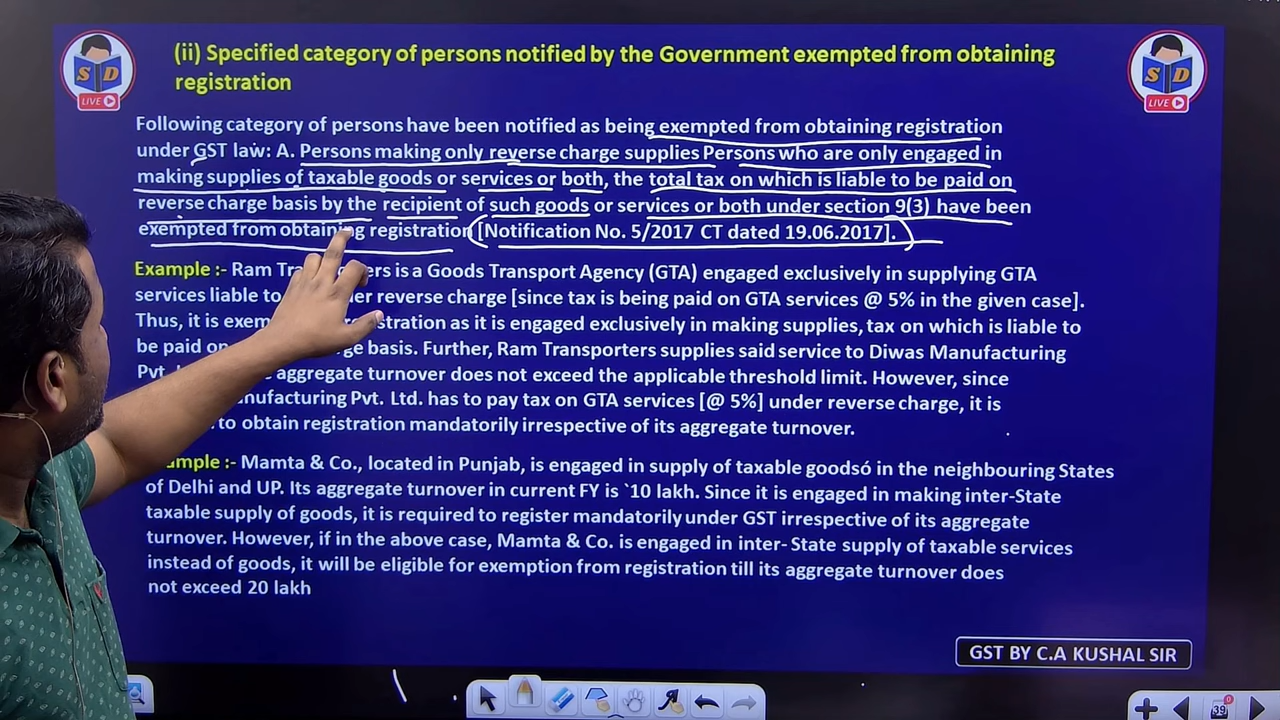 (ii) Specified category of persons notified by the Government exempted from obtaining
registration
S D
LIVE
S D
LIVE
Following category of persons have been notified as being exempted from obtaining registration
under GST law: A. Persons making only reverse charge supplies Persons who are only engaged in
making supplies of taxable goods or services or both, the total tax on which is liable to be paid on
reverse charge basis by the recipient of such goods or services or both under section 9(3) have been
exempted from obtaining registration [Notification No. 5/2017 CT dated 19.06.2017].
Example :- Ram is a Goods Transport Agency (GTA) engaged exclusively in supplying GTA
services liable to reverse charge [since tax is being paid on GTA services @ 5% in the given case].
Thus, it is as it is engaged exclusively in making supplies, tax on which is liable to
be paid basis. Further, Ram Transporters supplies said service to Diwas Manufacturing
aggregate turnover does not exceed the applicable threshold limit. However, since
Pvt. Ltd. has to pay tax on GTA services [@ 5%] under reverse charge, it is
to obtain registration mandatorily irrespective of its aggregate turnover.
:- Mamta & Co., located in Punjab, is engaged in supply of taxable goodsó in the neighbouring States
of Delhi and UP. Its aggregate turnover in current FY is `10 lakh. Since it is engaged in making inter-State
taxable supply of goods, it is required to register mandatorily under GST irrespective of its aggregate
turnover. However, if in the above case, Mamta & Co. is engaged in inter- State supply of taxable services
instead of goods, it will be eligible for exemption from registration till its aggregate turnover does
not exceed 20 lakh
GST BY C.A KUSHAL SIR
39